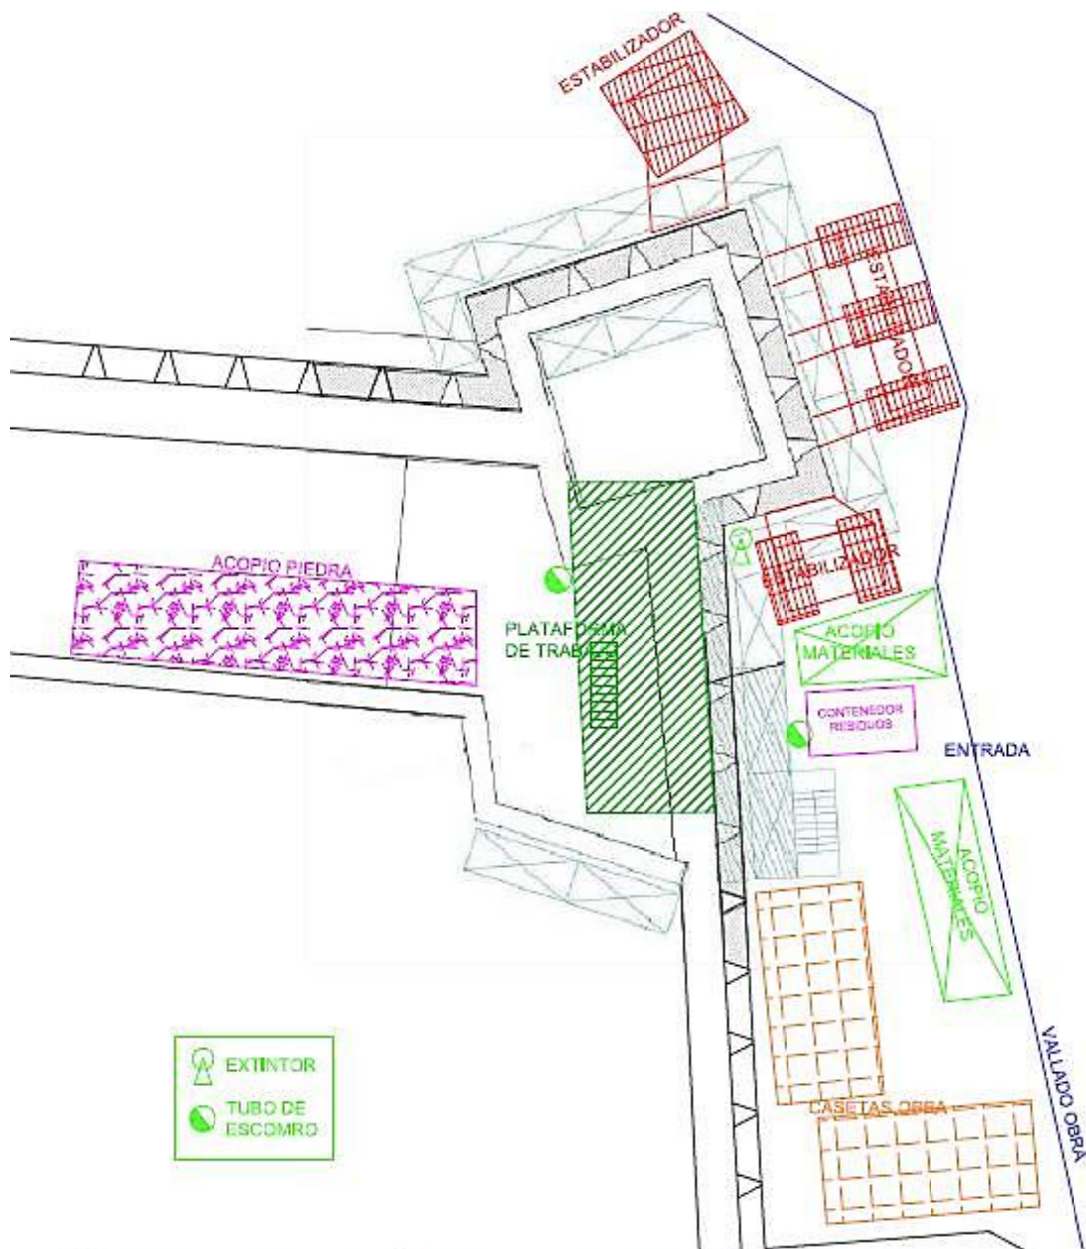 ESTABILIZADOR
ESTABILIZADOR
ACOPIO PIEDRA
ESTABILIZADOR
PLATAFORMA
DE TRABAJO
ACOPIO
MATERIALES
CONTENEDOR
RESIDUOS
ENTRADA
ACOPIO
MATERIALES
VALLADO OBRA
EXTINTOR
TUBO DE
ESCOMRO
CASETAS OBRA